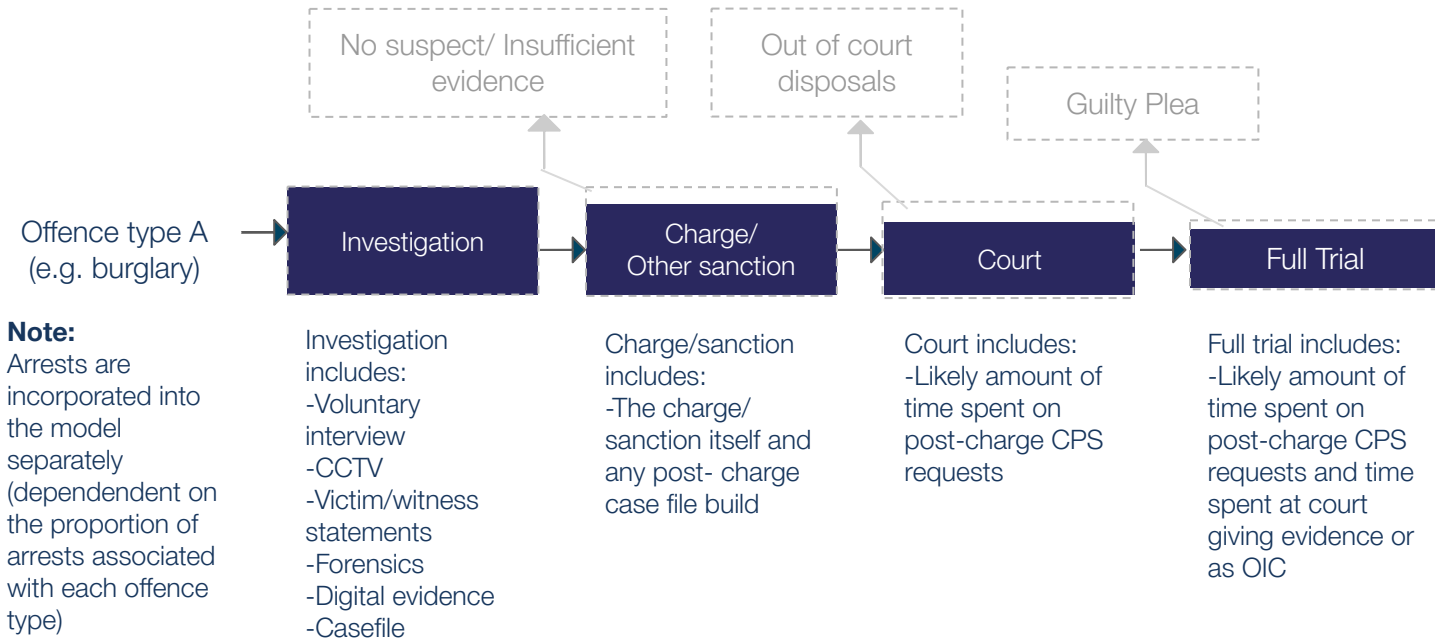 No suspect/ Insufficient
evidence
Out of court
disposals
Guilty Plea
Offence type A
(e.g. burglary)
Investigation
Charge/
Other sanction
Court
Full Trial
Note:
Arrests are
incorporated into
the model
separately
(dependendent on
the proportion of
arrests associated
with each offence
type)
Investigation
includes:
-Voluntary
interview
-CCTV
-Victim/witness
statements
-Forensics
-Digital evidence
-Casefile
Charge/sanction
includes:
-The charge/
sanction itself and
any post- charge
case file build
Court includes:
-Likely amount of
time spent on
post-charge CPS
requests
Full trial includes:
-Likely amount of
time spent on
post-charge CPS
requests and time
spent at court
giving evidence or
as OIC